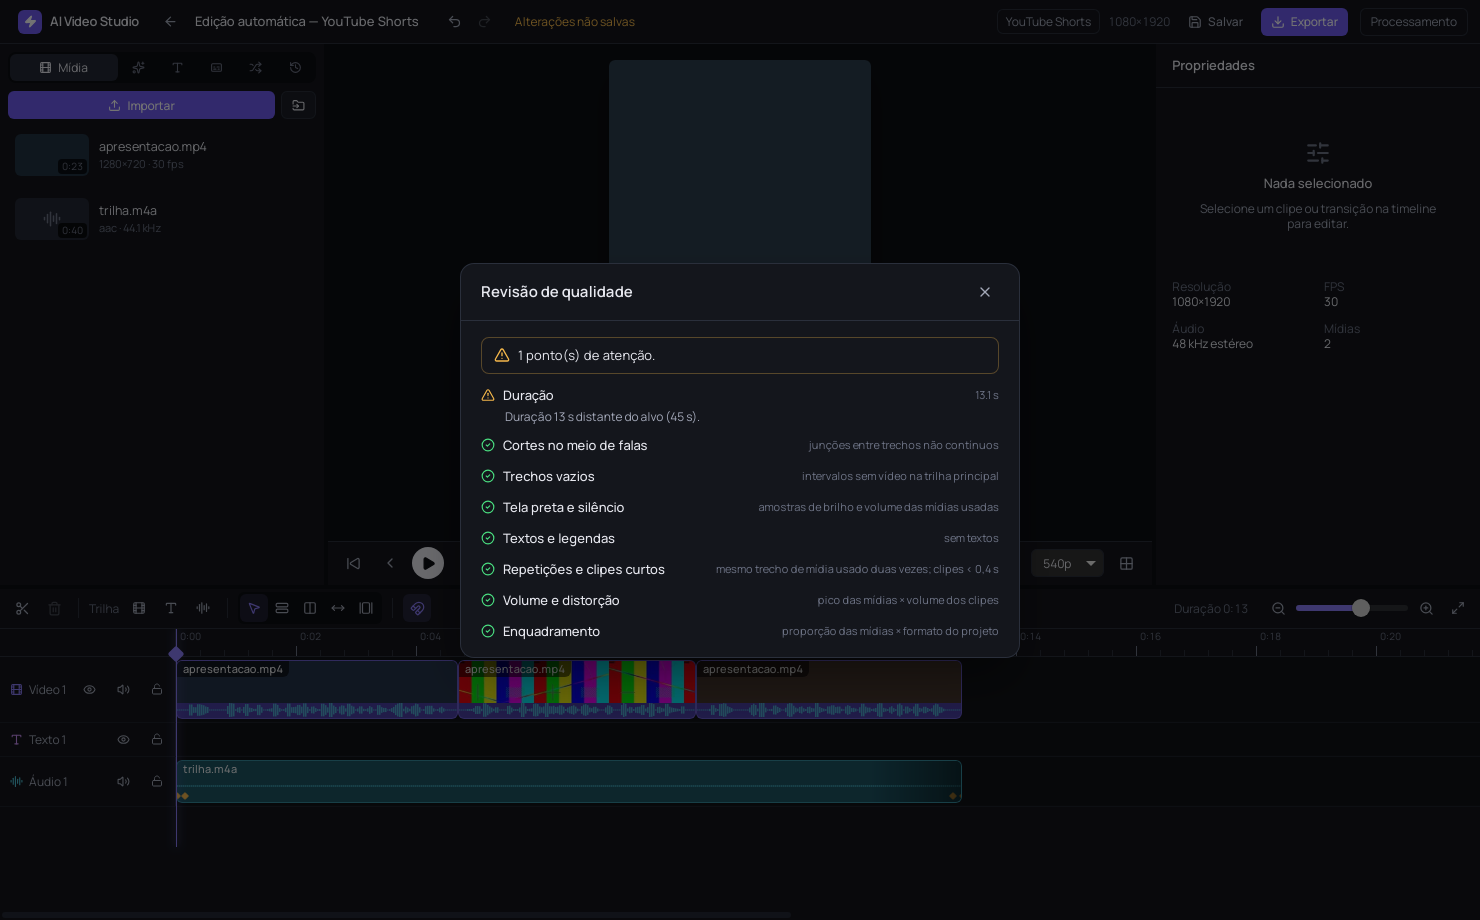 AI Video Studio
Edição automática — YouTube Shorts
Alterações não salvas
YouTube Shorts
1080×1920
Salvar
Exportar
Processamento
Mídia
Importar
0:23
apresentacao.mp4
1280×720 · 30 fps
0:40
trilha.m4a
aac · 44.1 kHz
Propriedades
Nada selecionado
Selecione um clipe ou transição na timeline
para editar.
Resolução
FPS
1080×1920
30
Áudio
Mídias
48 kHz estéreo
2
Revisão de qualidade
1 ponto(s) de atenção.
Duração
13.1 s
Duração 13 s distante do alvo (45 s).
Cortes no meio de falas
junções entre trechos não contínuos
Trechos vazios
intervalos sem vídeo na trilha principal
Tela preta e silêncio
amostras de brilho e volume das mídias usadas
Textos e legendas
sem textos
Repetições e clipes curtos
mesmo trecho de mídia usado duas vezes; clipes < 0,4 s
Volume e distorção
pico das mídias × volume dos clipes
Enquadramento
proporção das mídias × formato do projeto
540p
Trilha
Duração 0:13
0:00
0:02
0:04
0:14
0:16
0:18
0:20
Vídeo 1
apresentacao.mp4
apresentacao.mp4
apresentacao.mp4
Texto 1
Áudio 1
trilha.m4a